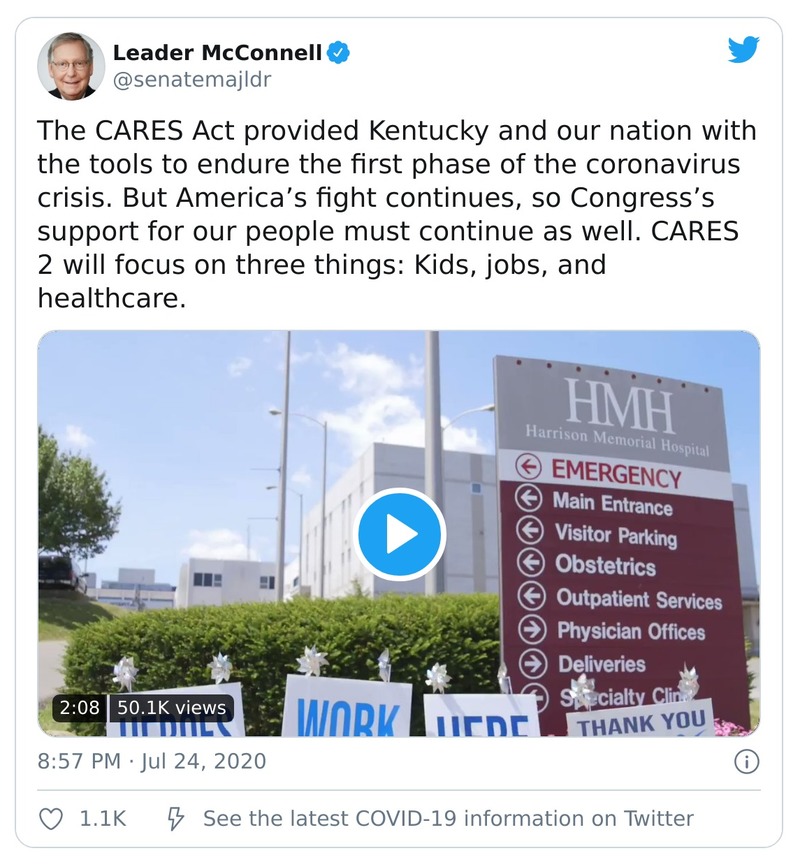 Leader McConnell
@senatemajldr
The CARES Act provided Kentucky and our nation with
the tools to endure the first phase of the coronavirus
crisis. But America’s fight continues, so Congress’s
support for our people must continue as well. CARES
2 will focus on three things: Kids, jobs, and
healthcare.
HMH
Harrison Memorial Hospital
EMERGENCY
Main Entrance
Visitor Parking
Obstetrics
Outpatient Services
Physician Offices
Deliveries
Specialty Clin
2:08 50.1K views
HEROES
WORK
HERE
THANK YOU
8:57 PM · Jul 24, 2020
1.1K See the latest COVID-19 information on Twitter